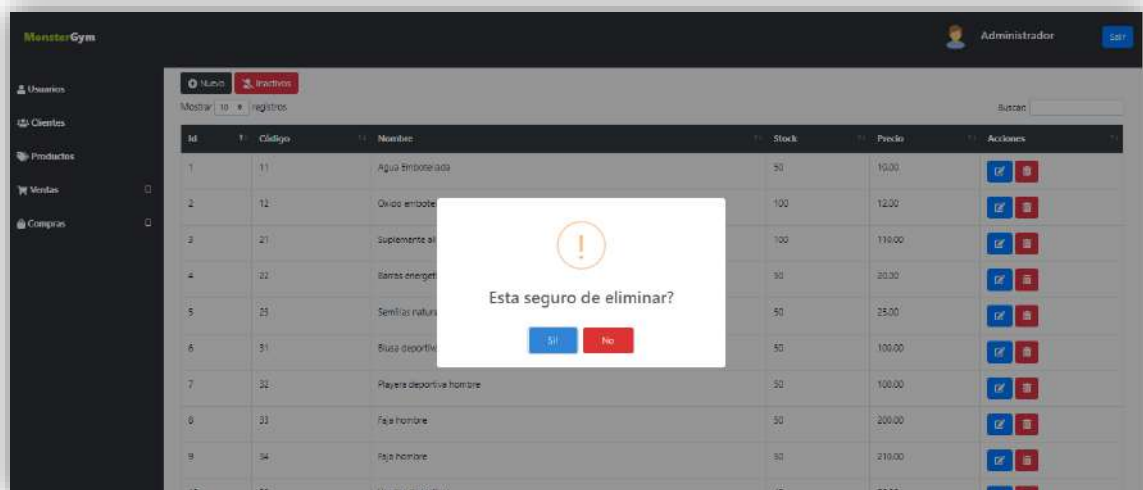 MonsterGym
Administrador
Salir
Usuarios
Clientes
Productos
Ventas
Compras
Nuevo
Inactivos
Mostrar 10 registros
Buscar:
Id Código Nombre Stock Precio Acciones
1 11 Agua Embotellada 50 10.00
2 12 Oxido embote 100 12.00
3 21 Suplemente al 100 110.00
4 22 Barras energet 50 20.00
5 23 Semillas natura 50 25.00
6 31 Blusa deportiv 50 100.00
7 32 Playera deportiva hombre 50 100.00
8 33 Faja hombre 50 200.00
9 34 Faja hombre 50 210.00
!
Esta seguro de eliminar?
Si!
No